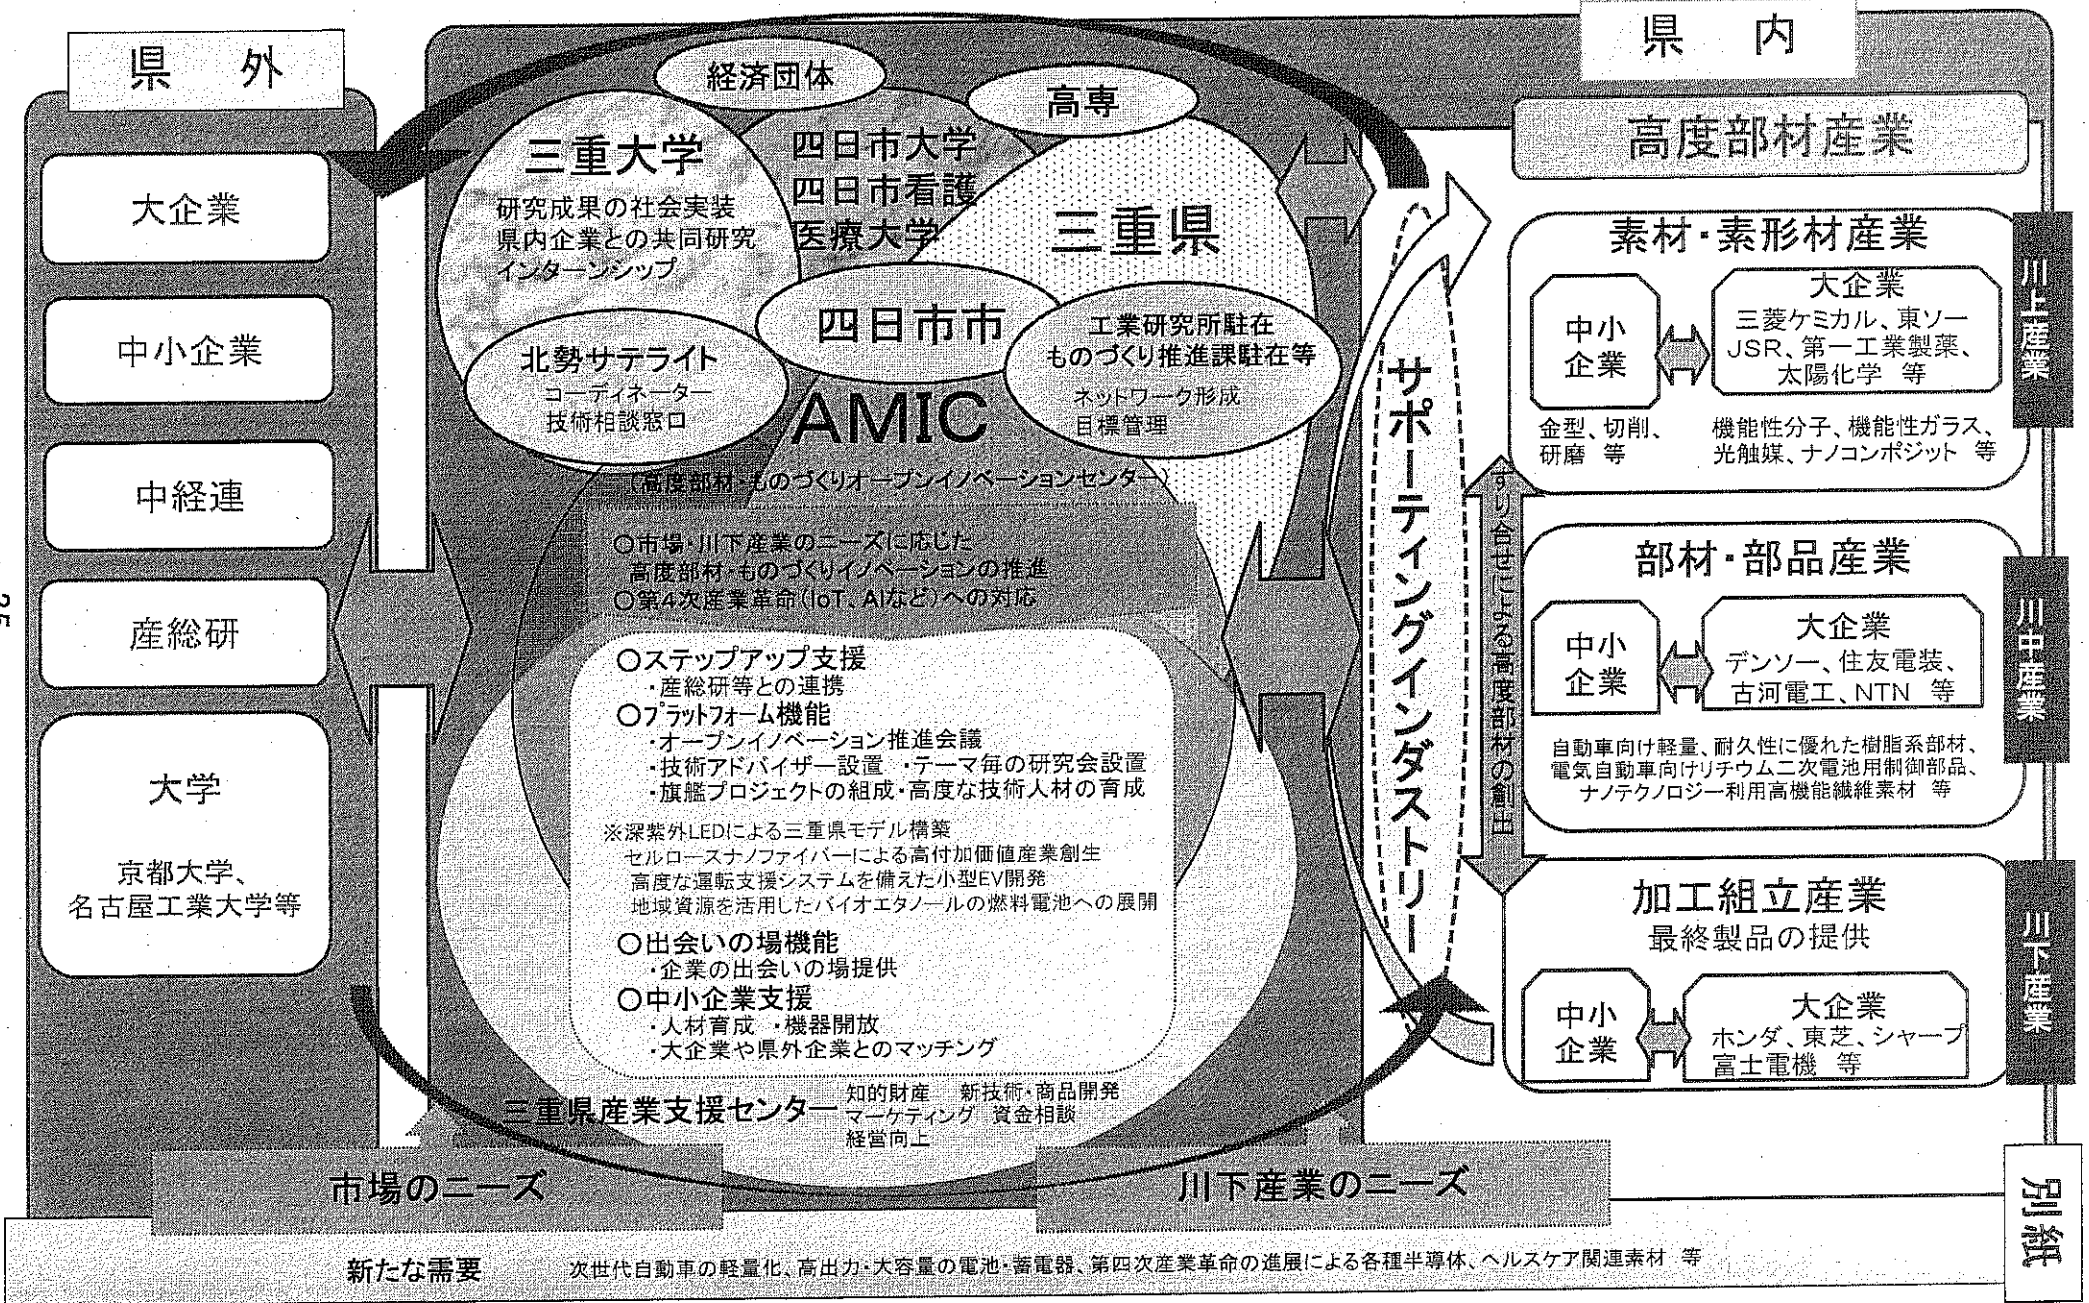 県 外
大企業
中小企業
中経連
産総研
大学
京都大学、
名古屋工業大学等
県 内
経済団体
高専
三重大学
研究成果の社会実装
県内企業との共同研究
インターンシップ
四日市大学
四日市看護
医療大学
三重県
四日市市
北勢サテライト
コーディネーター
技術相談窓口
工業研究所駐在
ものづくり推進課駐在等
ネットワーク形成
目標管理
AMIC
(高度部材・ものづくりオープンイノベーションセンター)
○市場・川下産業のニーズに応じた
高度部材・ものづくりイノベーションの推進
○第4次産業革命(IoT、AIなど)への対応
○ステップアップ支援
・産総研等との連携
○プラットフォーム機能
・オープンイノベーション推進会議
・技術アドバイザー設置 ・テーマ毎の研究会設置
・旗艦プロジェクトの組成・高度な技術人材の育成
※深紫外LEDによる三重県モデル構築
セルロースナノファイバーによる高付加価値産業創生
高度な運転支援システムを備えた小型EV開発
地域資源を活用したバイオエタノールの燃料電池への展開
○出会いの場機能
・企業の出会いの場提供
○中小企業支援
・人材育成 ・機器開放
・大企業や県外企業とのマッチング
三重県産業支援センター
知的財産 新技術・商品開発
マーケティング 資金相談
経営向上
サポーティングインダストリー
すり合せによる高度部材の創出
高度部材産業
素材・素形材産業
中小
企業
大企業
三菱ケミカル、東ソー
JSR、第一工業製薬、
太陽化学 等
金型、切削、
研磨 等
機能性分子、機能性ガラス、
光触媒、ナノコンポジット 等
川上産業
部材・部品産業
中小
企業
大企業
デンソー、住友電装、
古河電工、NTN 等
自動車向け軽量、耐久性に優れた樹脂系部材、
電気自動車向けリチウム二次電池用制御部品、
ナノテクノロジー利用高機能繊維素材 等
川中産業
加工組立産業
最終製品の提供
中小
企業
大企業
ホンダ、東芝、シャープ
富士電機 等
川下産業
市場のニーズ
川下産業のニーズ
新たな需要 次世代自動車の軽量化、高出力・大容量の電池・蓄電器、第四次産業革命の進展による各種半導体、ヘルスケア関連素材 等
別紙